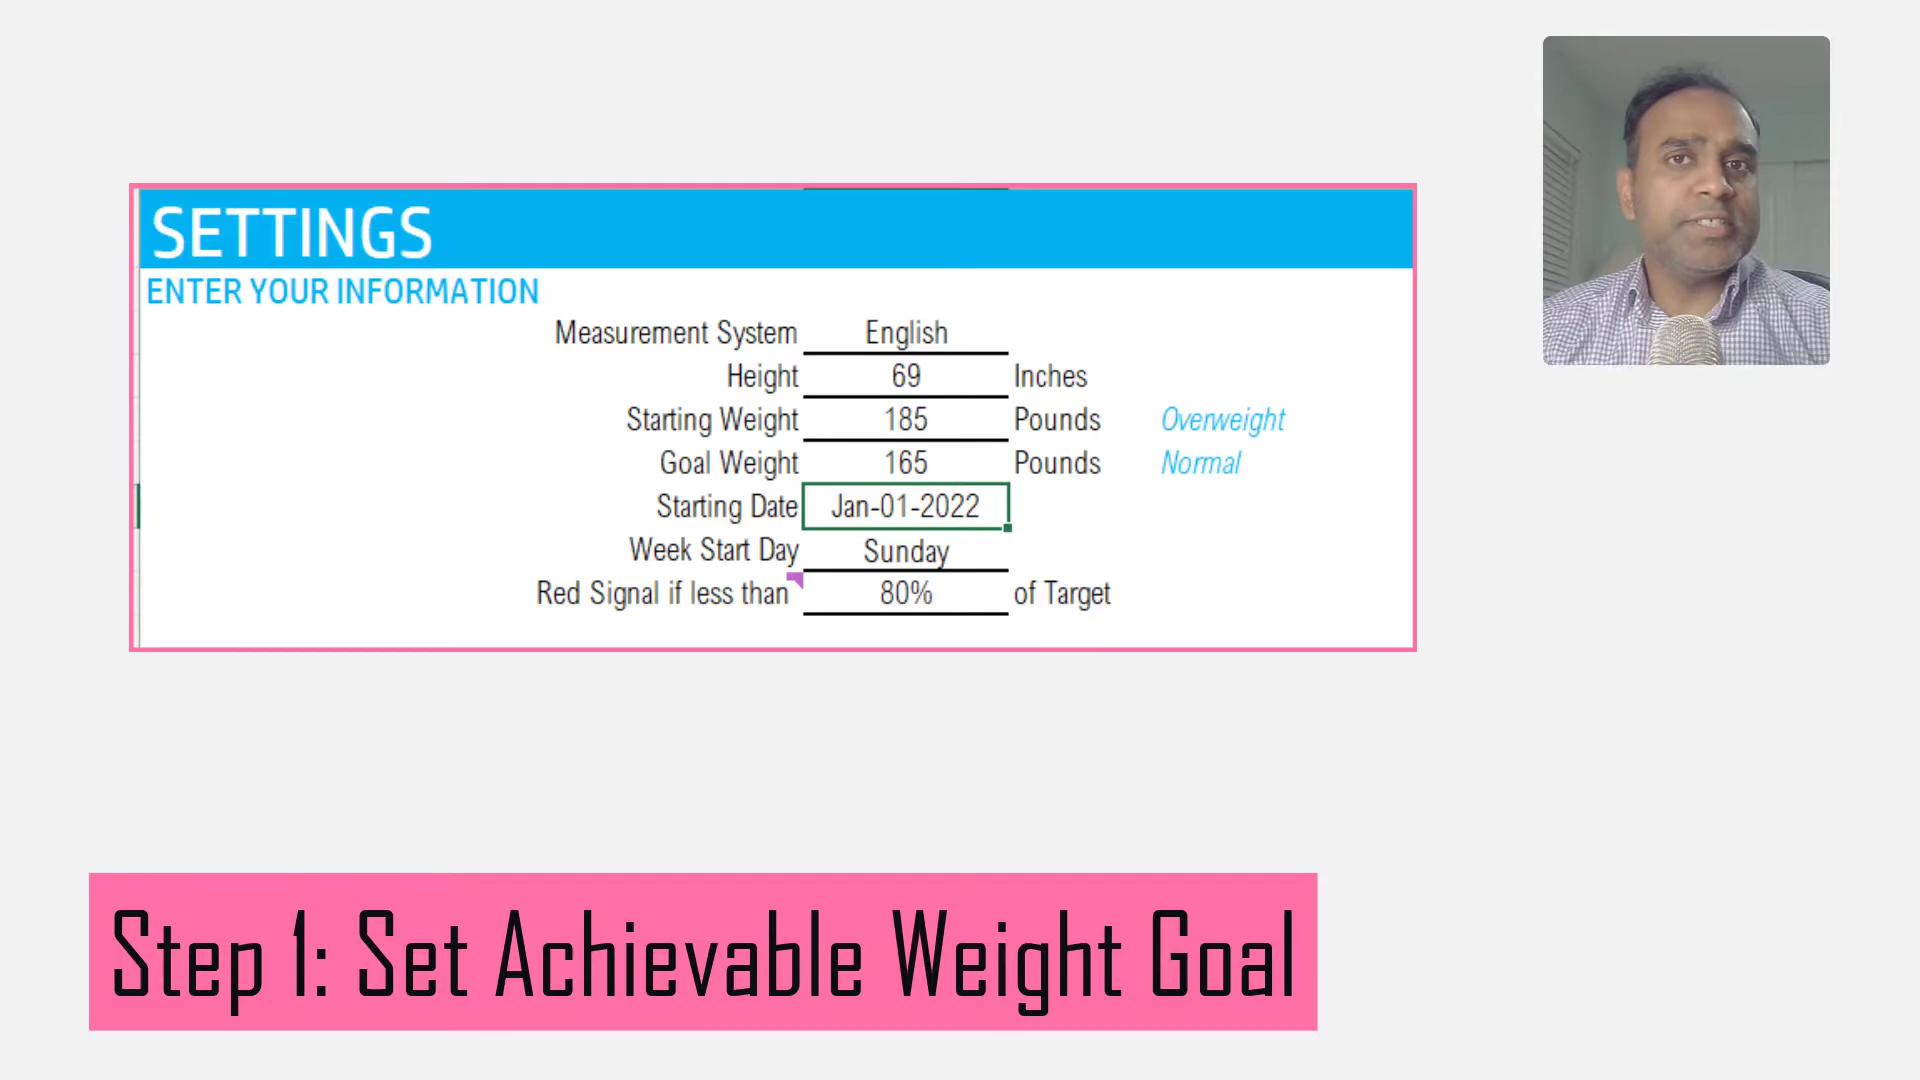 SETTINGS
ENTER YOUR INFORMATION
Measurement System English
Height 69 Inches
Starting Weight 185 Pounds Overweight
Goal Weight 165 Pounds Normal
Starting Date Jan-01-2022
Week Start Day Sunday
Red Signal if less than 80% of Target
Step 1: Set Achievable Weight Goal